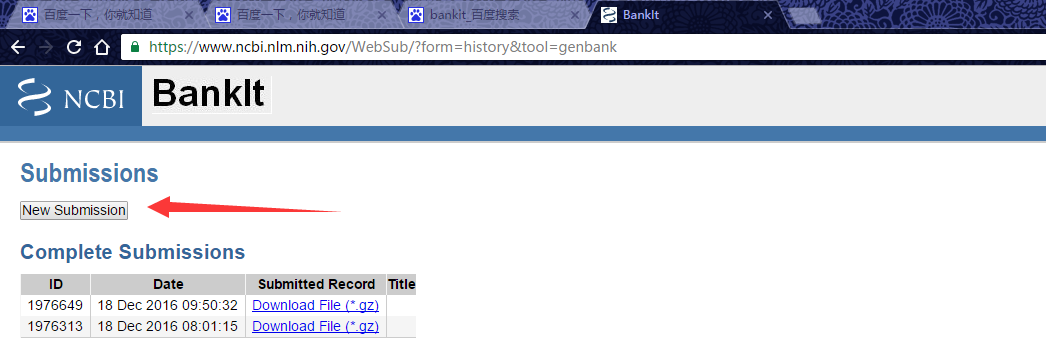 百度一下，你就知道
百度一下，你就知道
bankit_百度搜索
BankIt
https://www.ncbi.nlm.nih.gov/WebSub/?form=history&tool=genbank
NCBI
BankIt
Submissions
New Submission
Complete Submissions
ID Date Submitted Record Title
1976649 18 Dec 2016 09:50:32 Download File (*.gz)
1976313 18 Dec 2016 08:01:15 Download File (*.gz)